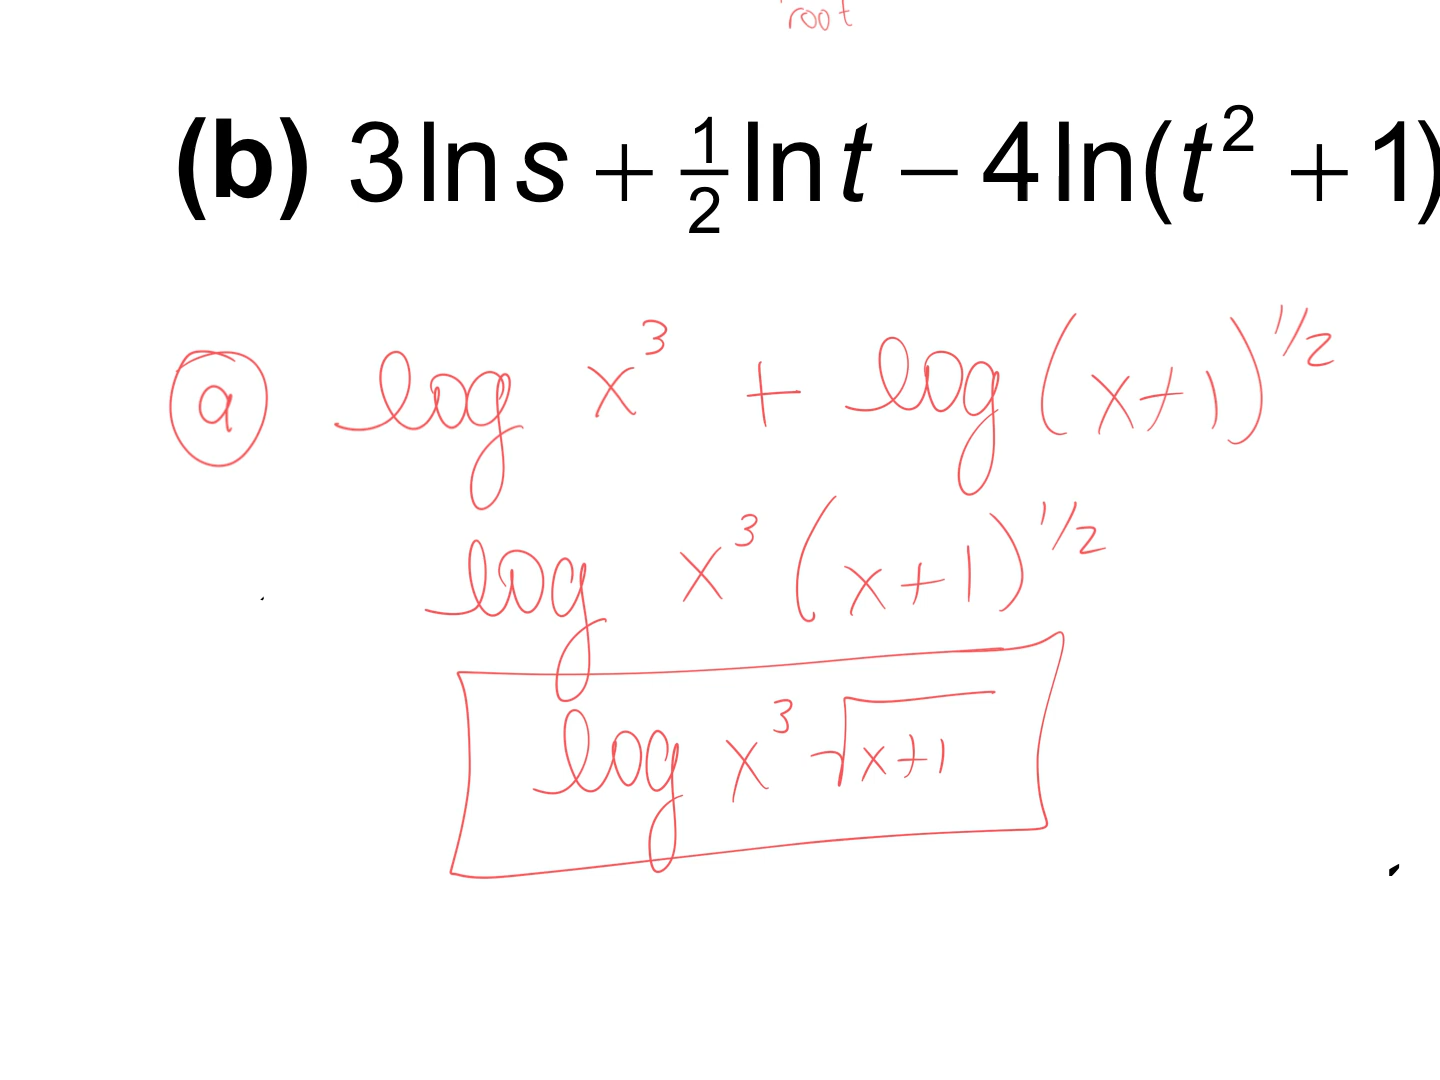 root
(b) 3 ln s + 1/2 ln t − 4 ln(t² + 1)
ⓐ log x³ + log (x+1)^1/2
log x³ (x+1)^1/2
log x³ √x+1